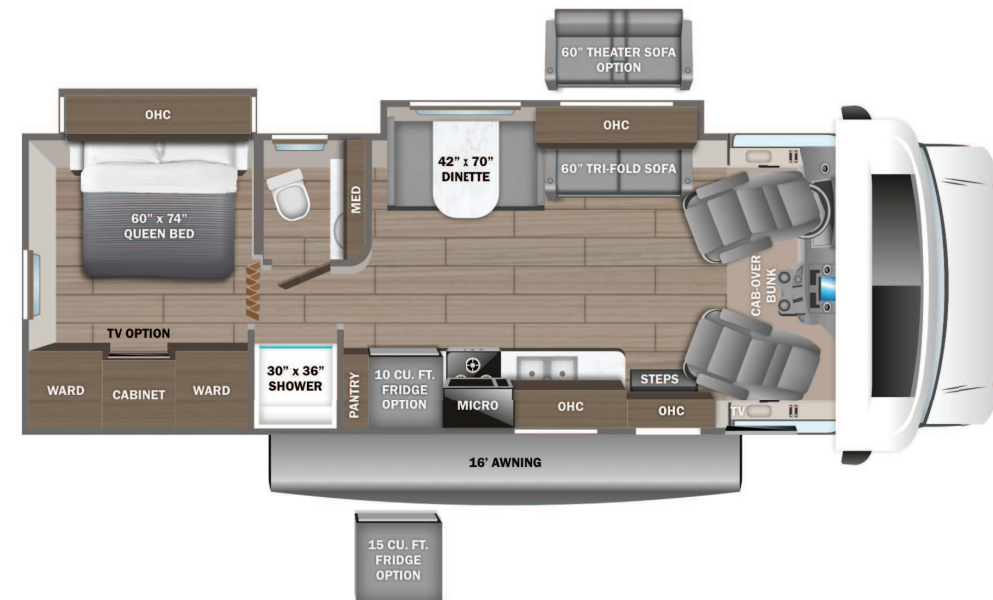 60” THEATER SOFA
OPTION
OHC
OHC
42” x 70”
DINETTE
60” TRI-FOLD SOFA
MED
60” x 74”
QUEEN BED
CAB-OVER
BUNK
TV OPTION
WARD
CABINET
WARD
30” x 36”
SHOWER
PANTRY
10 CU. FT.
FRIDGE
OPTION
MICRO
OHC
STEPS
OHC
TV
16’ AWNING
15 CU. FT.
FRIDGE
OPTION